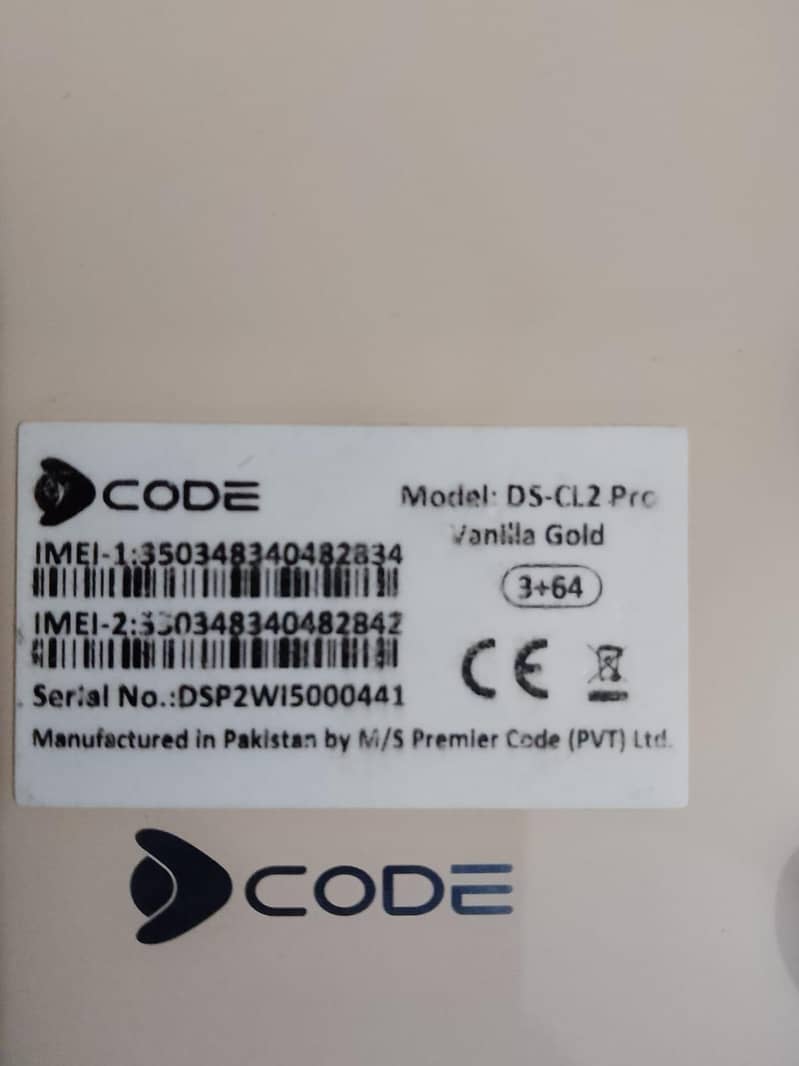 CODE
Model: DS-CL2 Pro
Vanilla Gold
3+64
IMEI-1:350348340482834
IMEI-2:350348340482842
Serial No.:DSP2WI5000441
Manufactured in Pakistan by M/S Premier Code (PVT) Ltd.
CODE